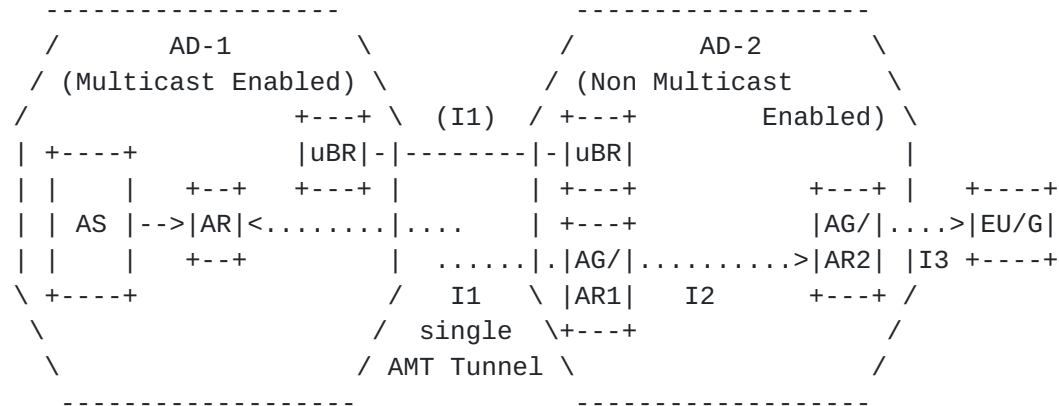 -------------------               -------------------
  /       AD-1        \            /        AD-2       \
 / (Multicast Enabled) \          / (Non Multicast      \
/                 +---+ \  (I1)  / +---+        Enabled) \
| +----+          |uBR|-|--------|-|uBR|                 |
| |    |   +--+   +---+ |        | +---+           +---+ |   +----+
| | AS |-->|AR|<........|....    | +---+           |AG/|....>|EU/G|
| |    |   +--+         |  ......|.|AG/|..........>|AR2| |I3 +----+
\ +----+                /   I1   \ |AR1|   I2      +---+ /
 \                     /  single  \+---+                /
  \                   / AMT Tunnel \                   /
   -------------------               -------------------